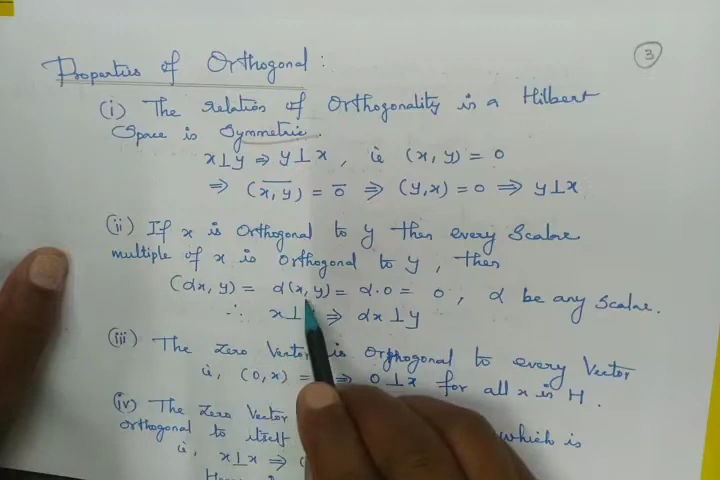 3
Properties of Orthogonal :
(i) The relation of Orthogonality in a Hilbert
Space is Symmetric.
x⊥y ⇒ y⊥x , ie (x, y) = 0
⇒ (x̅,̅ y̅) = 0̅ ⇒ (y,x) = 0 ⇒ y⊥x
(ii) If x is Orthogonal to y then every Scalar
multiple of x is orthogonal to y , then
(αx, y) = α(x, y) = α·0 = 0 , α be any Scalar.
∴ x⊥ ⇒ αx⊥y
(iii) The Zero Vector is Orthogonal to every Vector
ie, (0, x) = ⇒ 0⊥x for all x in H.
(iv) The Zero Vector which is
orthogonal to itself
ie, x⊥x ⇒